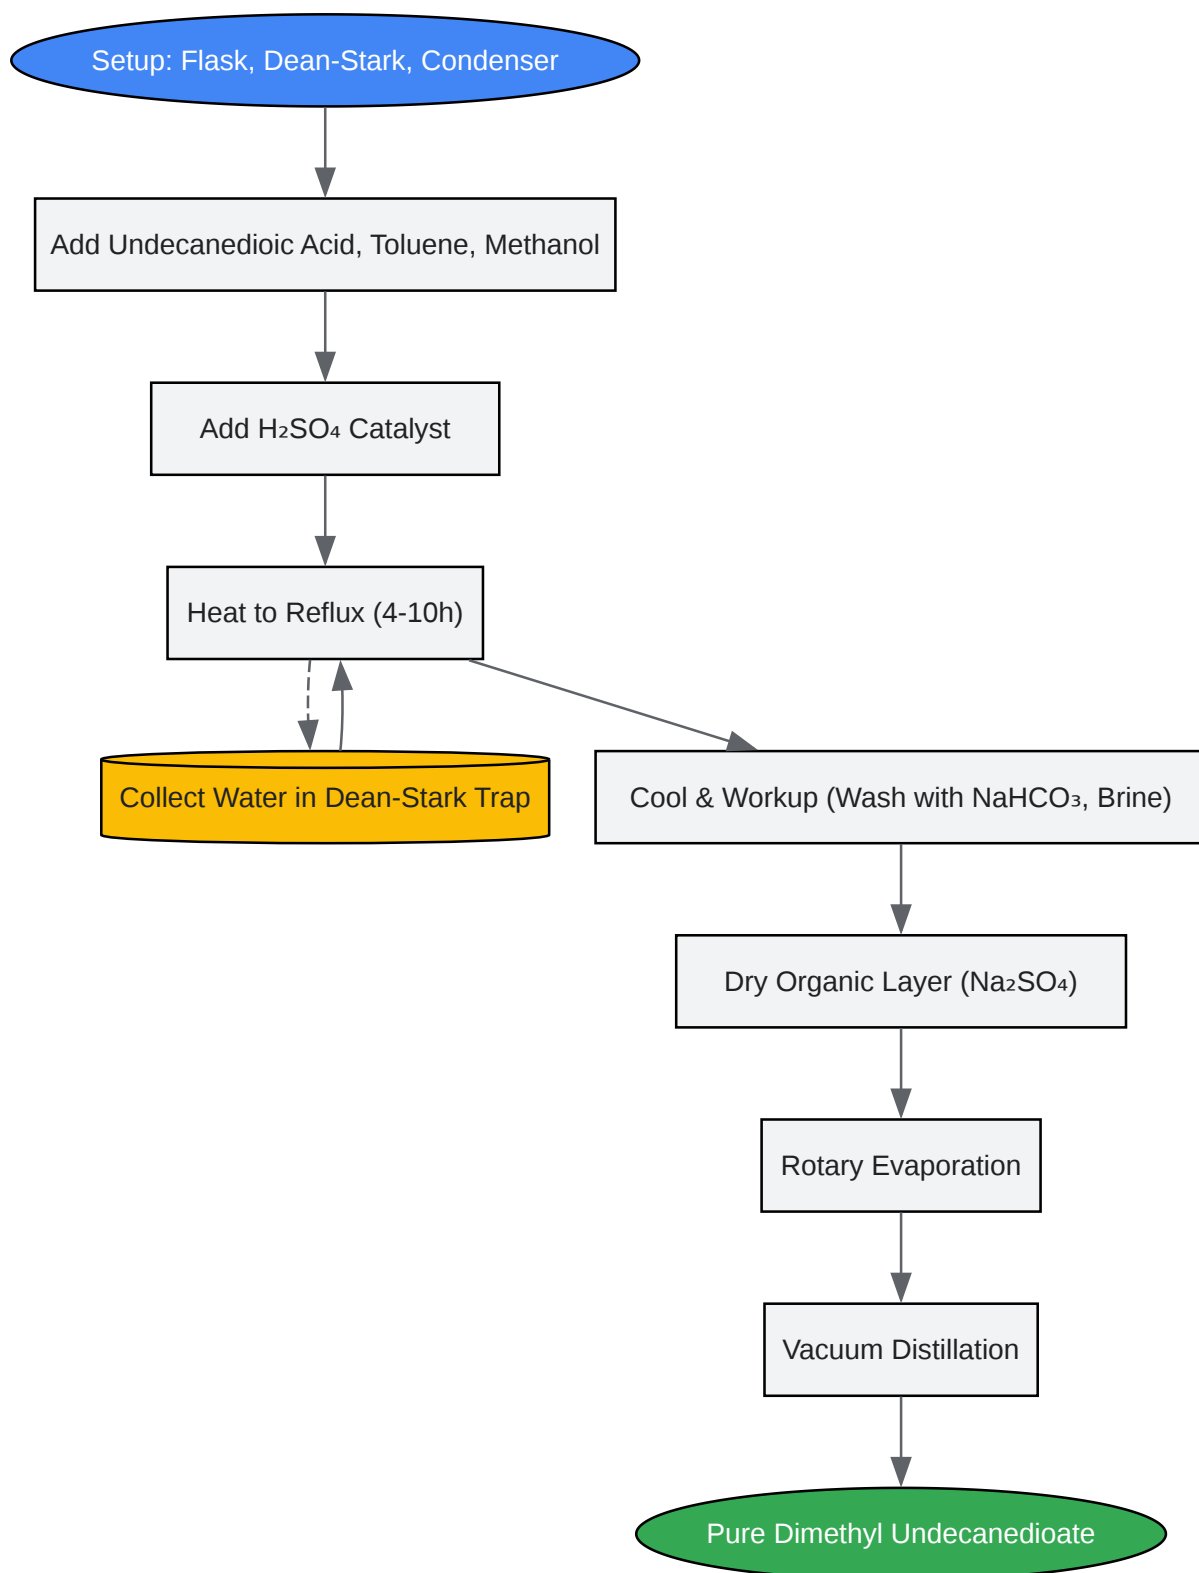 Setup: Flask, Dean-Stark, Condenser
Add Undecanedioic Acid, Toluene, Methanol
Add H₂SO₄ Catalyst
Heat to Reflux (4-10h)
Collect Water in Dean-Stark Trap
Cool & Workup (Wash with NaHCO₃, Brine)
Dry Organic Layer (Na₂SO₄)
Rotary Evaporation
Vacuum Distillation
Pure Dimethyl Undecanedioate